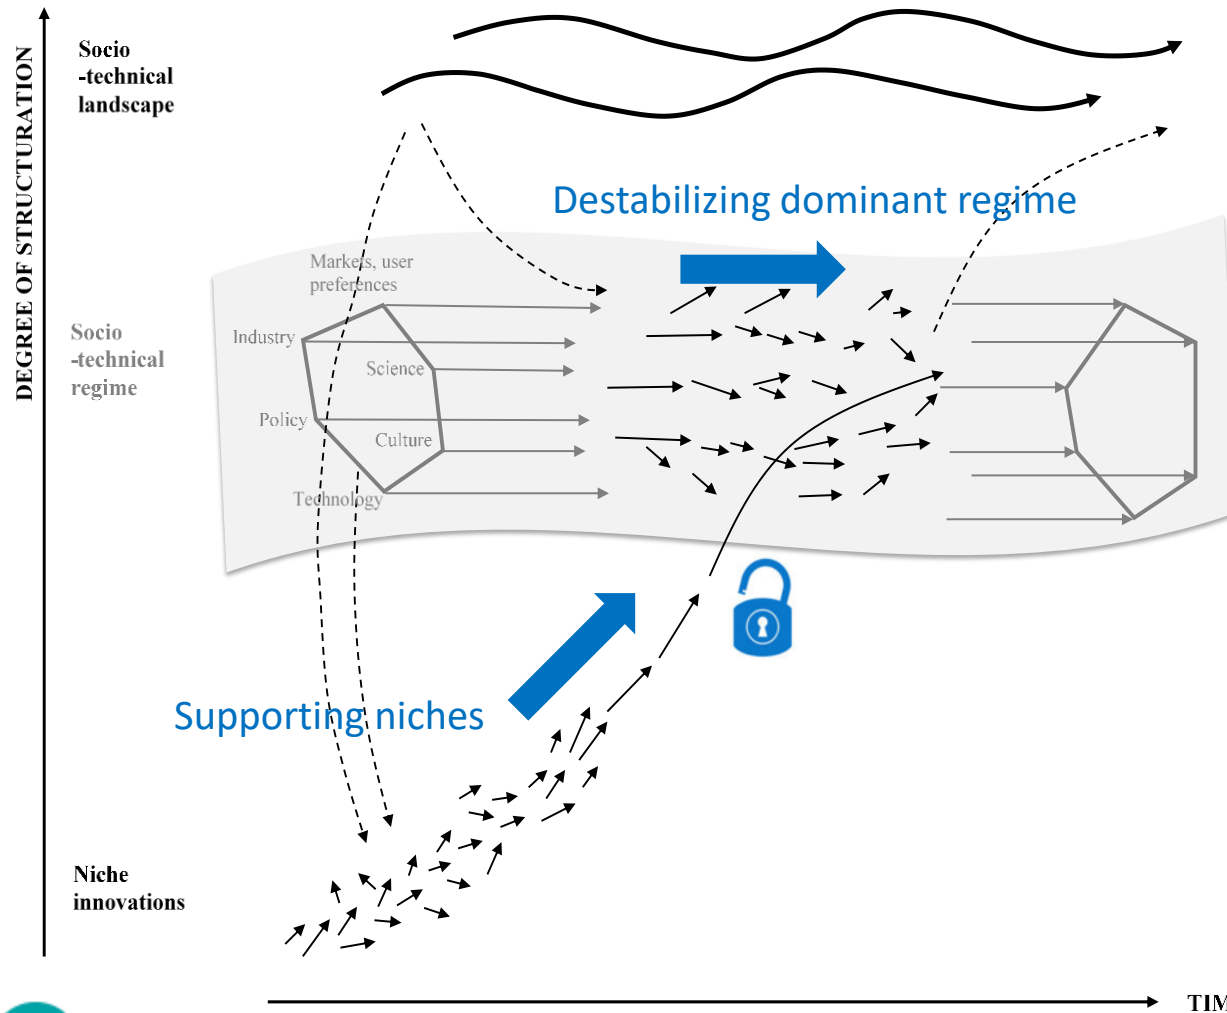 DEGREE OF STRUCTURATION
Socio
-technical
landscape
Destabilizing dominant regime
Markets, user
preferences
Industry
Science
Socio
-technical
regime
Policy
Culture
Technology
Supporting niches
Niche
innovations
TIM